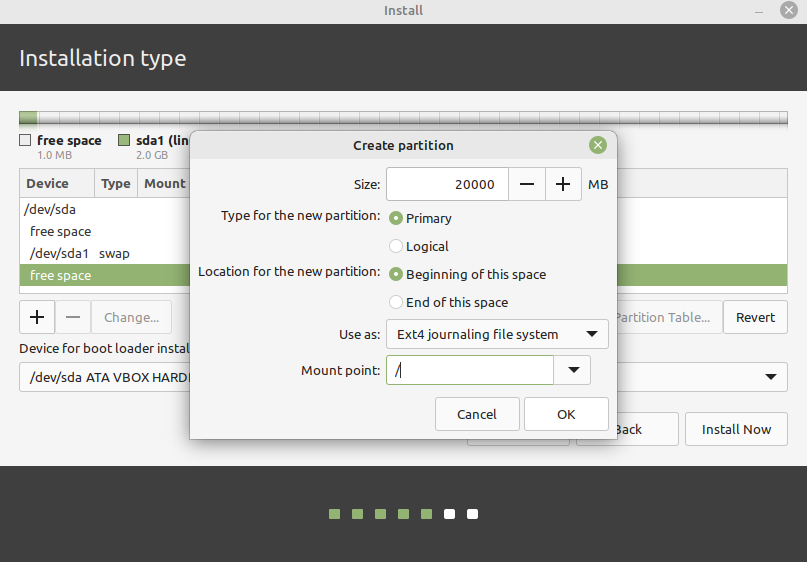 Install
Installation type
free space
1.0 MB
sda1 (lin
2.0 GB
Device Type Mount
/dev/sda
free space
/dev/sda1 swap
free space
Change...
Partition Table...
Revert
Device for boot loader instal
/dev/sda ATA VBOX HARD
Back
Install Now
Create partition
Size: 20000 MB
Type for the new partition: Primary
Logical
Location for the new partition: Beginning of this space
End of this space
Use as: Ext4 journaling file system
Mount point: /
Cancel
OK